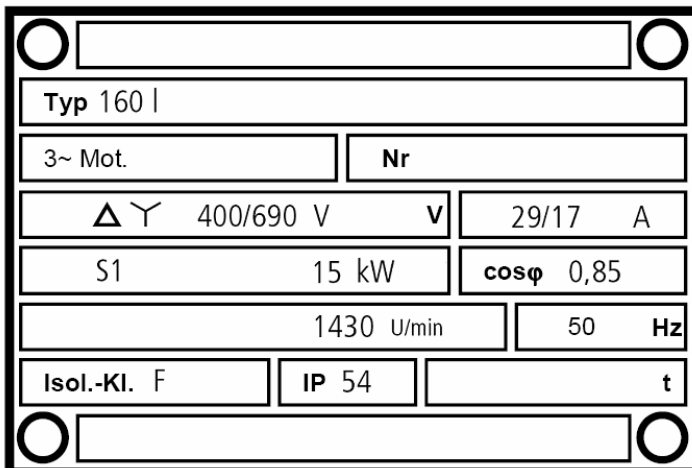 Typ 160 l
3~ Mot. Nr
Δ Y 400/690 V V 29/17 A
S1 15 kW cosφ 0,85
1430 U/min 50 Hz
Isol.-Kl. F IP 54 t